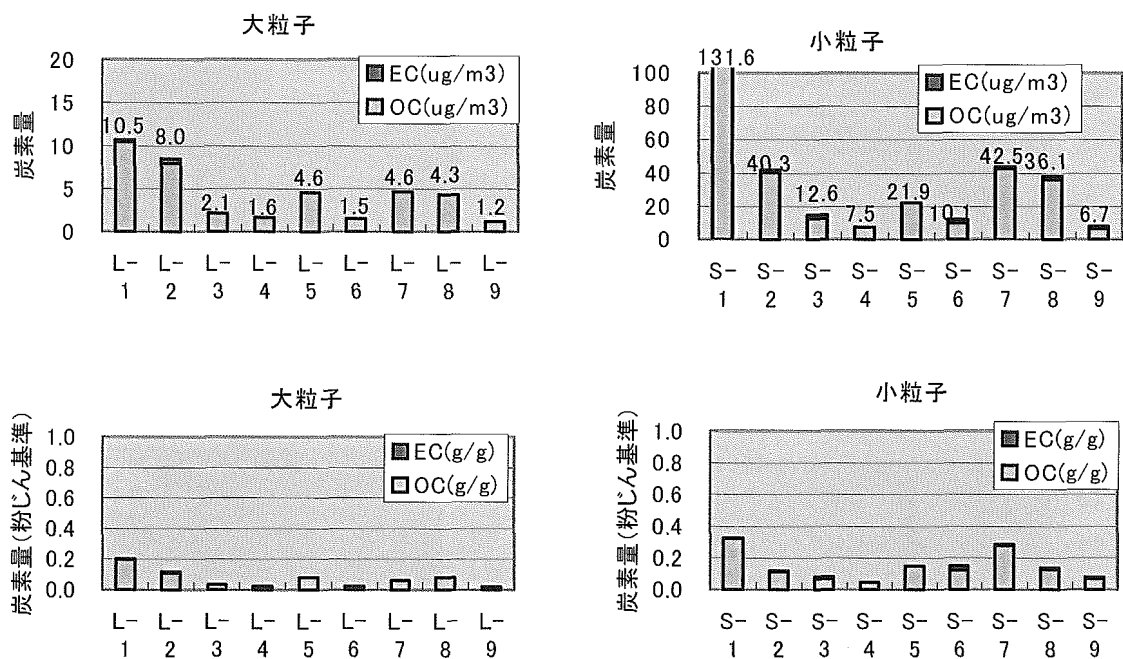 大粒子
炭素量
20
15
10
5
0
EC(ug/m3)
OC(ug/m3)
10.5
8.0
2.1
1.6
4.6
1.5
4.6
4.3
1.2
L- L- L- L- L- L- L- L- L-
1 2 3 4 5 6 7 8 9
小粒子
炭素量
100
80
60
40
20
0
EC(ug/m3)
OC(ug/m3)
131.6
40.3
12.6
7.5
21.9
10.1
42.5
36.1
6.7
S- S- S- S- S- S- S- S- S-
1 2 3 4 5 6 7 8 9
大粒子
炭素量(粉じん基準)
1.0
0.8
0.6
0.4
0.2
0.0
EC(g/g)
OC(g/g)
L- L- L- L- L- L- L- L- L-
1 2 3 4 5 6 7 8 9
小粒子
炭素量(粉じん基準)
1.0
0.8
0.6
0.4
0.2
0.0
EC(g/g)
OC(g/g)
S- S- S- S- S- S- S- S- S-
1 2 3 4 5 6 7 8 9